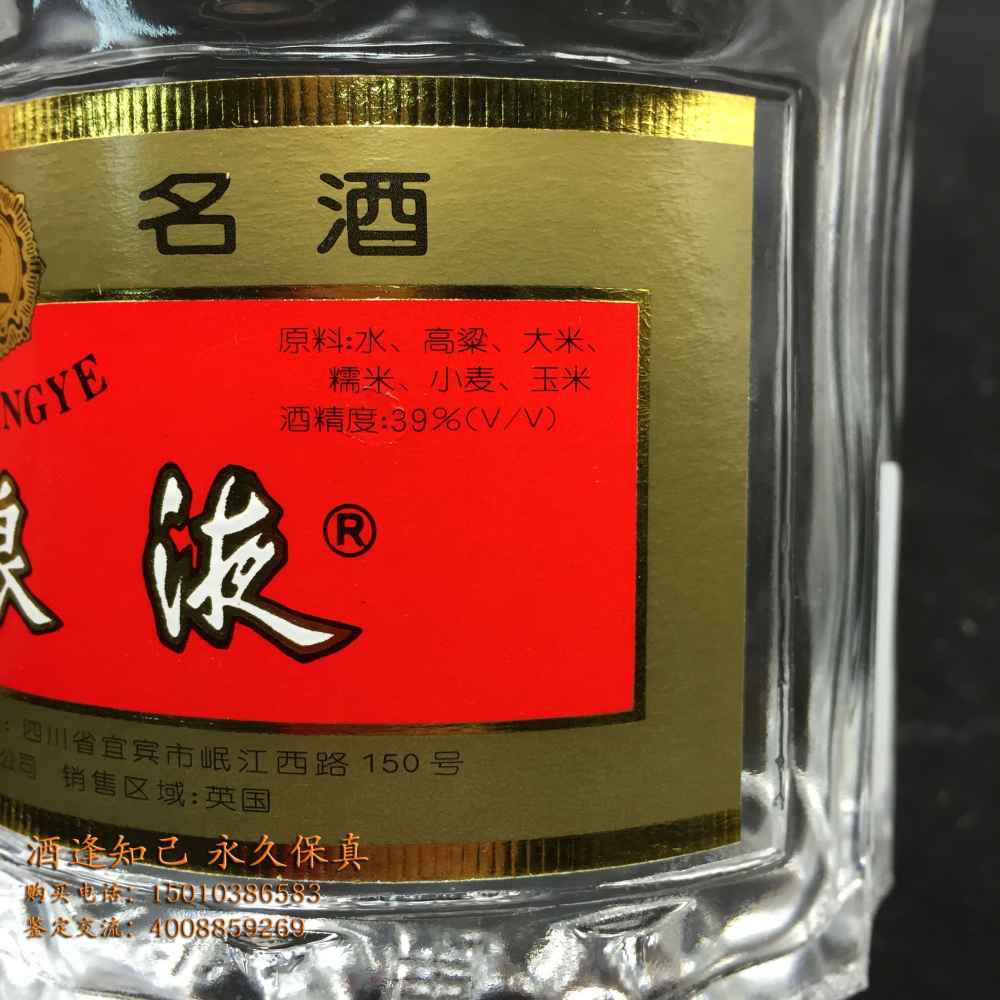 名酒
NGYE
原料:水、高粱、大米、
糯米、小麦、玉米
酒精度:39%(V/V)
液®
: 四川省宜宾市岷江西路150号
公司 销售区域:英国
酒逢知己 永久保真
购买电话: 15010386583
鉴定交流: 4008859269